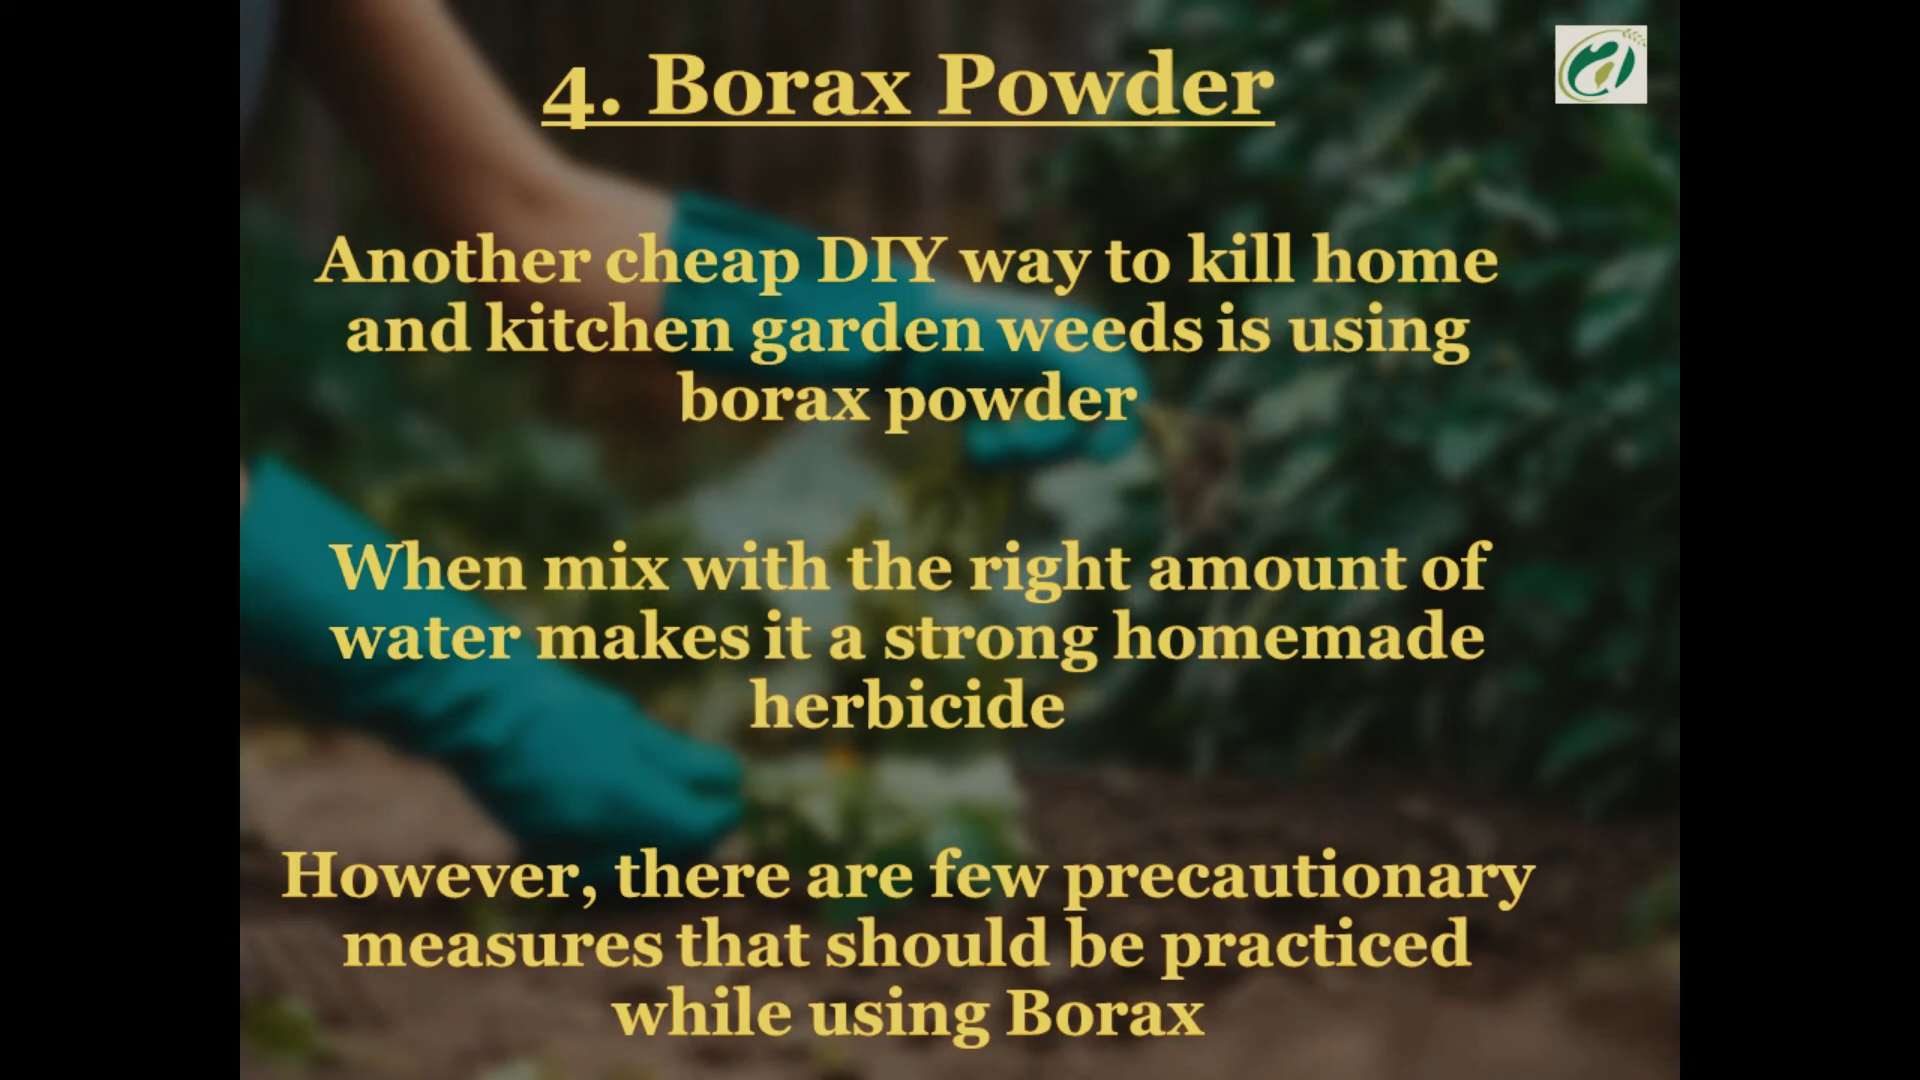 4. Borax Powder
Another cheap DIY way to kill home
and kitchen garden weeds is using
borax powder
When mix with the right amount of
water makes it a strong homemade
herbicide
However, there are few precautionary
measures that should be practiced
while using Borax